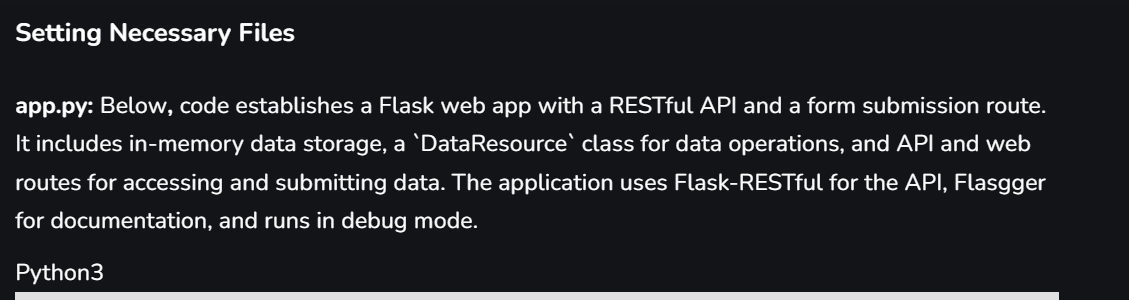 Setting Necessary Files
app.py: Below, code establishes a Flask web app with a RESTful API and a form submission route.
It includes in-memory data storage, a `DataResource` class for data operations, and API and web
routes for accessing and submitting data. The application uses Flask-RESTful for the API, Flasgger
for documentation, and runs in debug mode.
Python3